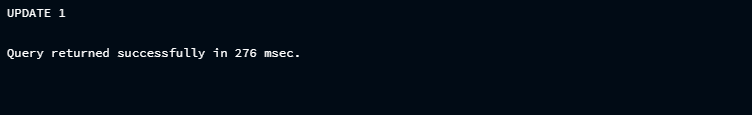 UPDATE 1
Query returned successfully in 276 msec.